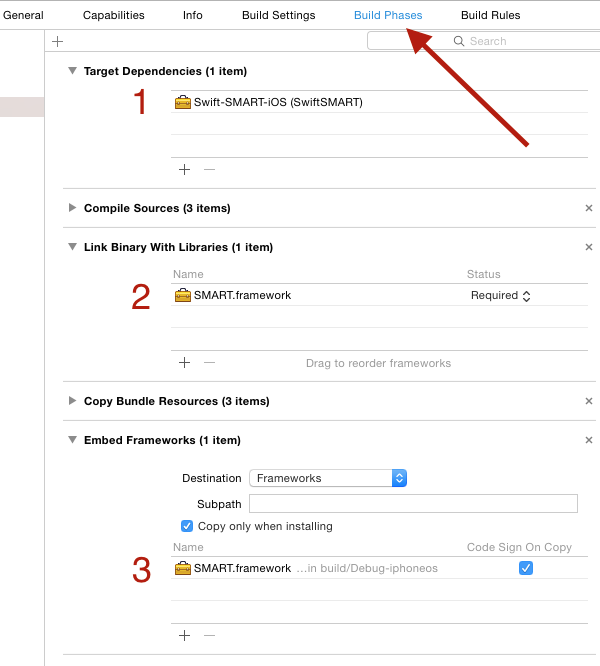 General Capabilities Info Build Settings Build Phases Build Rules
+ Search
Target Dependencies (1 item)
1 Swift-SMART-iOS (SwiftSMART)
+ −
Compile Sources (3 items) ×
Link Binary With Libraries (1 item) ×
Name Status
2 SMART.framework Required
+ − Drag to reorder frameworks
Copy Bundle Resources (3 items) ×
Embed Frameworks (1 item) ×
Destination Frameworks
Subpath
Copy only when installing
Name Code Sign On Copy
3 SMART.framework …in build/Debug-iphoneos
+ −